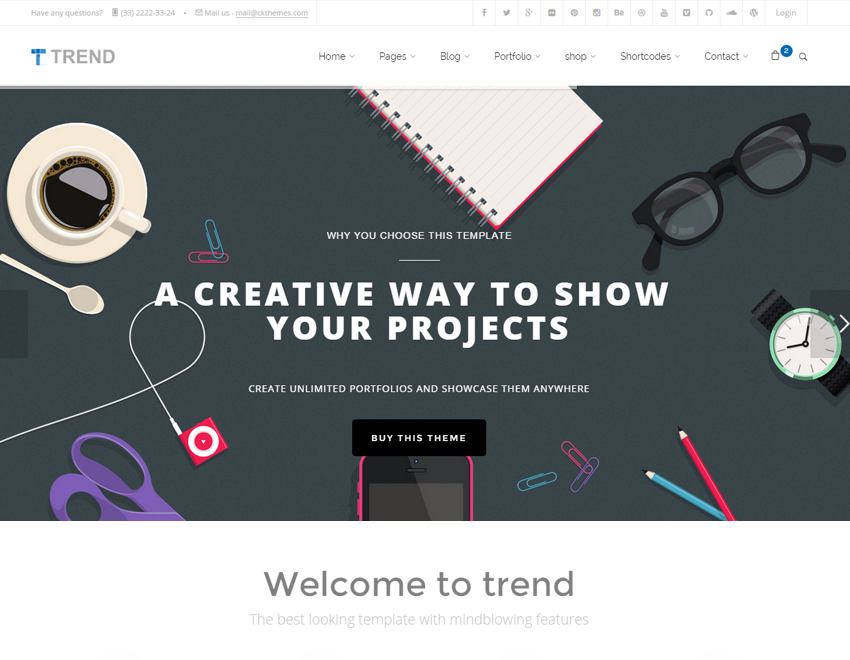 Have any questions? (33) 2222-33-24 • Mail us - mail@ckthemes.com
Bē
Login
TREND
Home Pages Blog Portfolio shop Shortcodes Contact 2
WHY YOU CHOOSE THIS TEMPLATE
A CREATIVE WAY TO SHOW
YOUR PROJECTS
CREATE UNLIMITED PORTFOLIOS AND SHOWCASE THEM ANYWHERE
BUY THIS THEME
Welcome to trend
The best looking template with mindblowing features